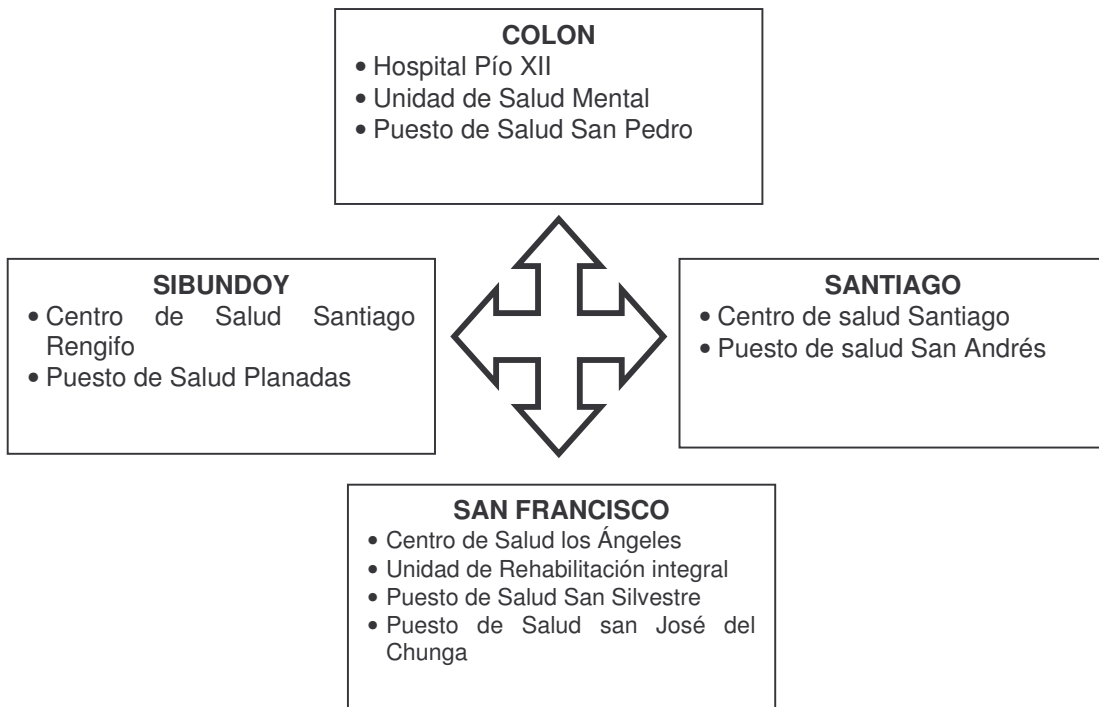 COLON
• Hospital Pío XII
• Unidad de Salud Mental
• Puesto de Salud San Pedro
SIBUNDOY
• Centro de Salud Santiago
Rengifo
• Puesto de Salud Planadas
SANTIAGO
• Centro de salud Santiago
• Puesto de salud San Andrés
SAN FRANCISCO
• Centro de Salud los Ángeles
• Unidad de Rehabilitación integral
• Puesto de Salud San Silvestre
• Puesto de Salud san José del
Chunga